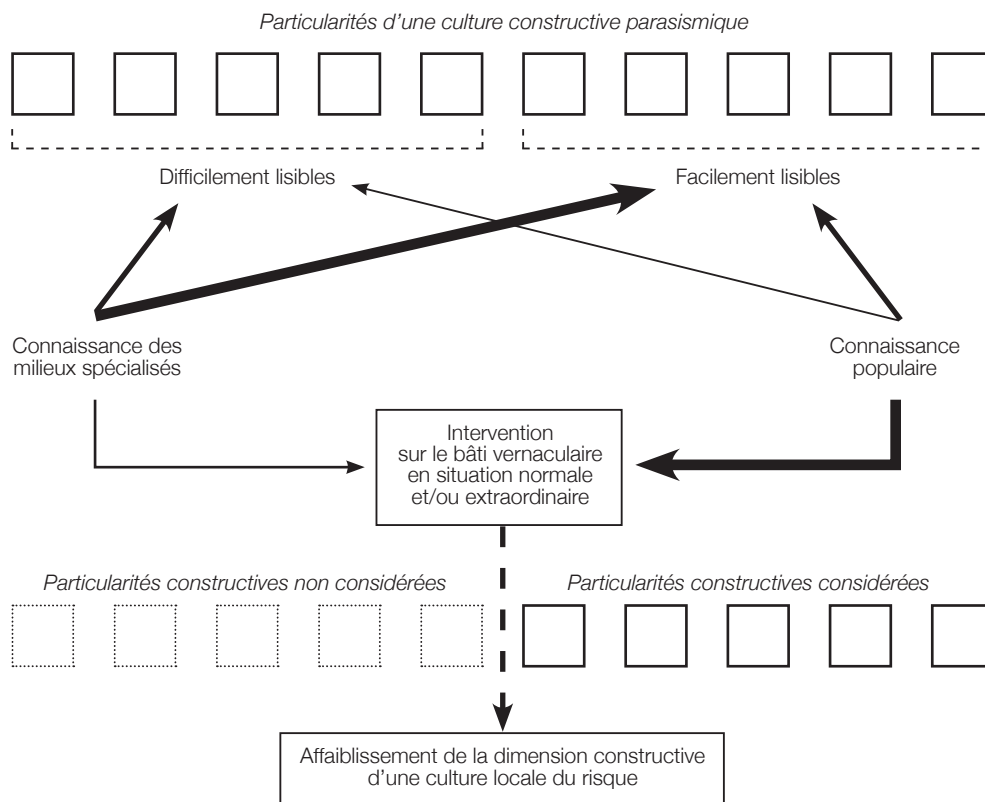 Particularités d'une culture constructive parasismique
Difficilement lisibles
Facilement lisibles
Connaissance des
milieux spécialisés
Connaissance
populaire
Intervention
sur le bâti vernaculaire
en situation normale
et/ou extraordinaire
Particularités constructives non considérées
Particularités constructives considérées
Affaiblissement de la dimension constructive
d'une culture locale du risque